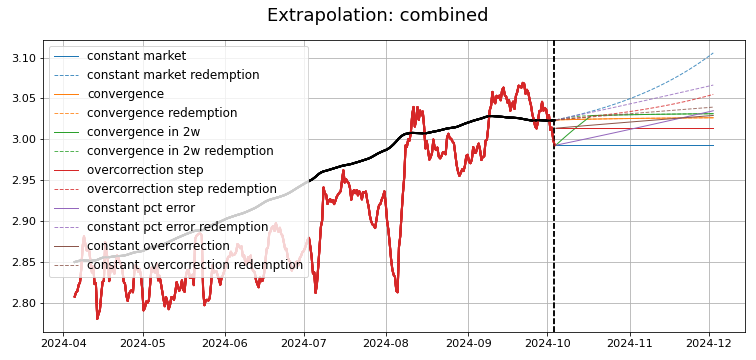 Extrapolation: combined
3.10
3.05
3.00
2.95
2.90
2.85
2.80
constant market
constant market redemption
convergence
convergence redemption
convergence in 2w
convergence in 2w redemption
overcorrection step
overcorrection step redemption
constant pct error
constant pct error redemption
constant overcorrection
constant overcorrection redemption
2024-04 2024-05 2024-06 2024-07 2024-08 2024-09 2024-10 2024-11 2024-12